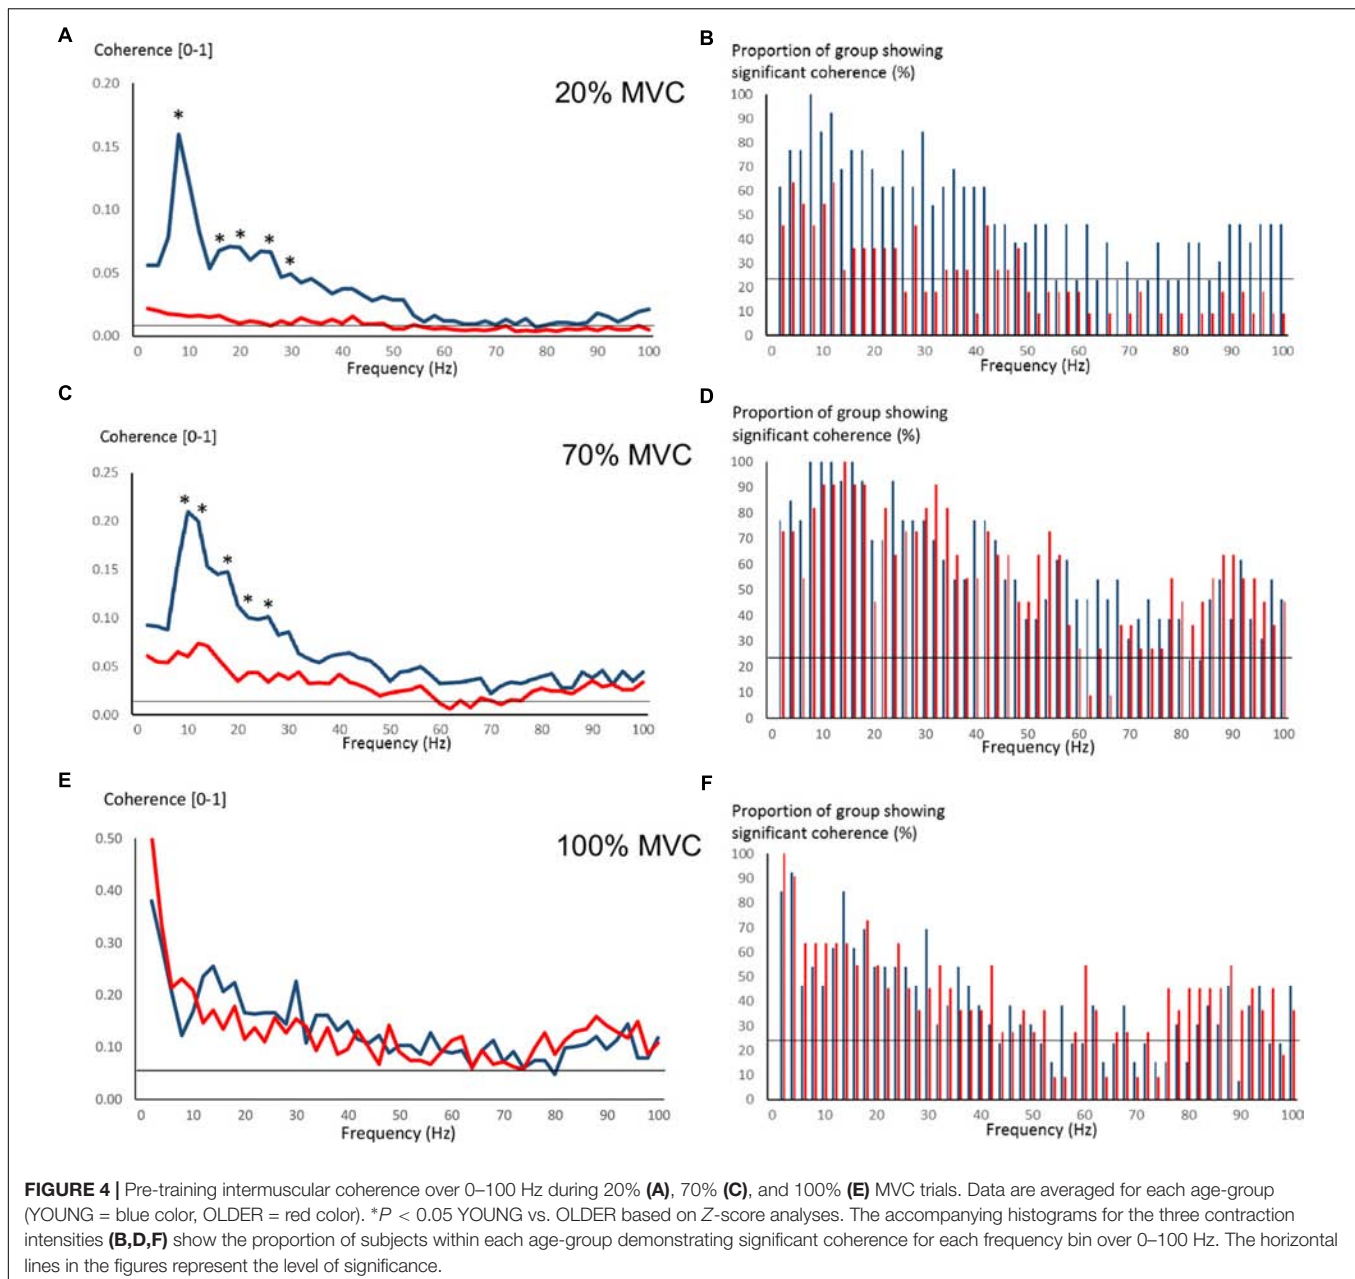 A
Coherence [0-1]
20% MVC
0.20
0.15
0.10
0.05
0.00
*
* * * *
0 10 20 30 40 50 60 70 80 90 100
Frequency (Hz)
B
Proportion of group showing
significant coherence (%)
100
90
80
70
60
50
40
30
20
10
0
0 10 20 30 40 50 60 70 80 90 100
Frequency (Hz)
C
Coherence [0-1]
70% MVC
0.25
0.20
0.15
0.10
0.05
0.00
* *
*
* *
0 10 20 30 40 50 60 70 80 90 100
Frequency (Hz)
D
Proportion of group showing
significant coherence (%)
100
90
80
70
60
50
40
30
20
10
0
0 10 20 30 40 50 60 70 80 90 100
Frequency (Hz)
E
Coherence [0-1]
100% MVC
0.50
0.40
0.30
0.20
0.10
0.00
0 10 20 30 40 50 60 70 80 90 100
Frequency (Hz)
F
Proportion of group showing
significant coherence (%)
100
90
80
70
60
50
40
30
20
10
0
0 10 20 30 40 50 60 70 80 90 100
Frequency (Hz)
FIGURE 4 | Pre-training intermuscular coherence over 0–100 Hz during 20% (A), 70% (C), and 100% (E) MVC trials. Data are averaged for each age-group
(YOUNG = blue color, OLDER = red color). *P < 0.05 YOUNG vs. OLDER based on Z-score analyses. The accompanying histograms for the three contraction
intensities (B,D,F) show the proportion of subjects within each age-group demonstrating significant coherence for each frequency bin over 0–100 Hz. The horizontal
lines in the figures represent the level of significance.